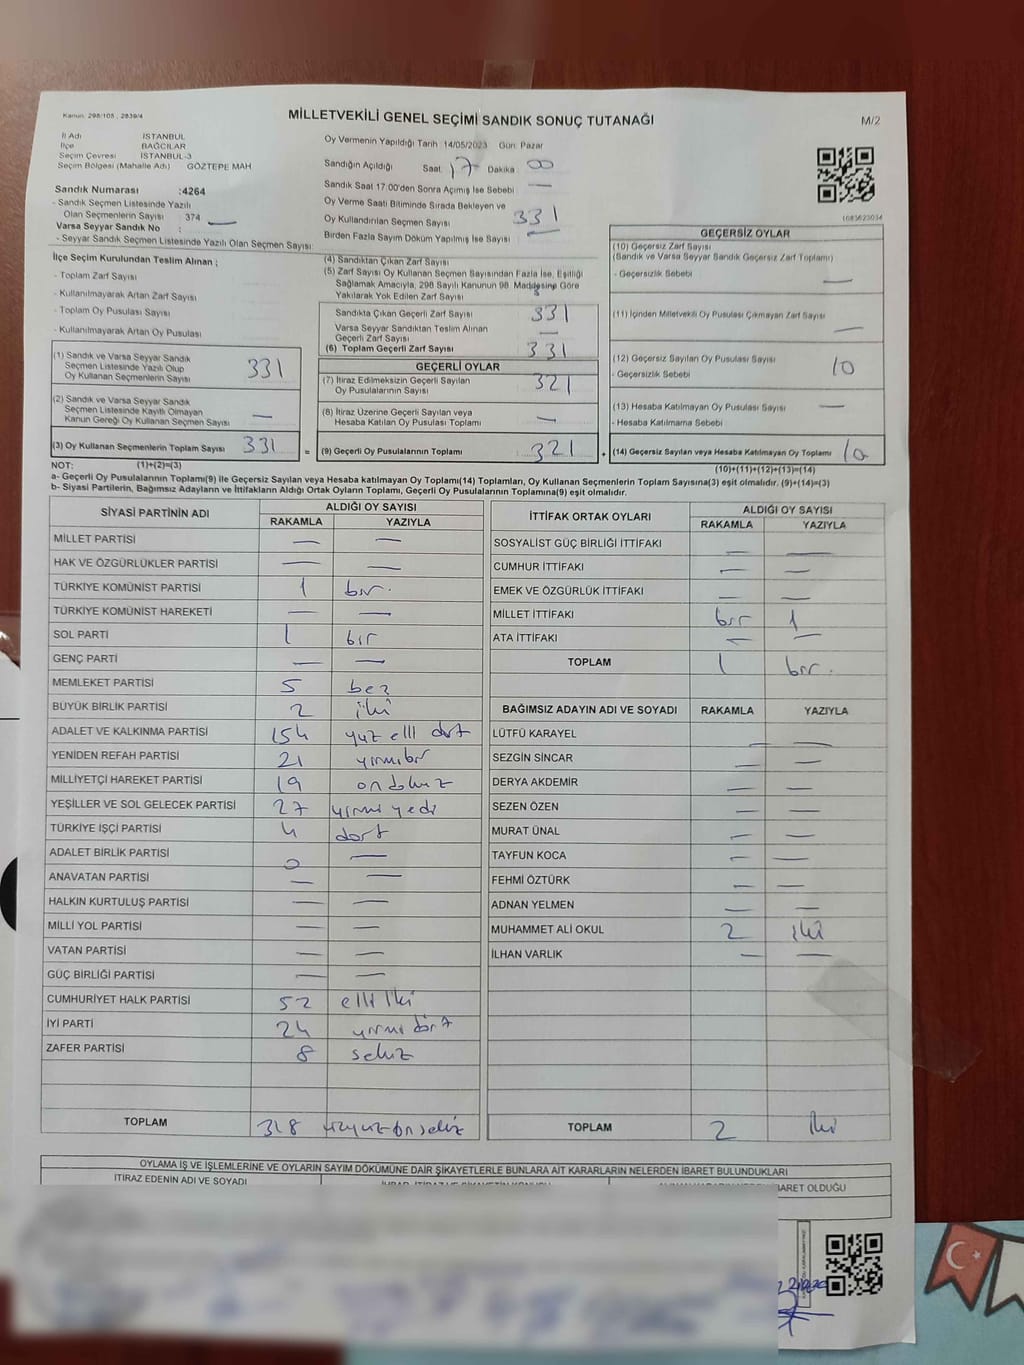 Kanun: 298/105 , 2839/4
MİLLETVEKİLİ GENEL SEÇİMİ SANDIK SONUÇ TUTANAĞI
M/2
İl Adı İSTANBUL
İlçe BAĞCILAR
Seçim Çevresi İSTANBUL-3
Seçim Bölgesi (Mahalle Adı) GÖZTEPE MAH
Sandık Numarası :4264
- Sandık Seçmen Listesinde Yazılı
Olan Seçmenlerin Sayısı 374 —
Varsa Seyyar Sandık No :
- Seyyar Sandık Seçmen Listesinde Yazılı Olan Seçmen Sayısı:
Oy Vermenin Yapıldığı Tarih 14/05/2023 Gün: Pazar
Sandığın Açıldığı Saat 17 Dakika 00
Sandık Saat 17:00'den Sonra Açılmış İse Sebebi —
Oy Verme Saati Bitiminde Sırada Bekleyen ve
Oy Kullandırılan Seçmen Sayısı 331
Birden Fazla Sayım Döküm Yapılmış İse Sayısı —
1083623034
İlçe Seçim Kurulundan Teslim Alınan ;
- Toplam Zarf Sayısı
- Kullanılmayarak Artan Zarf Sayısı
- Toplam Oy Pusulası Sayısı
- Kullanılmayarak Artan Oy Pusulası
(4) Sandıktan Çıkan Zarf Sayısı
(5) Zarf Sayısı Oy Kullanan Seçmen Sayısından Fazla İse, Eşitliği
Sağlamak Amacıyla, 298 Sayılı Kanunun 98. Maddesine Göre
Yakılarak Yok Edilen Zarf Sayısı
Sandıkta Çıkan Geçerli Zarf Sayısı 331
Varsa Seyyar Sandıktan Teslim Alınan
Geçerli Zarf Sayısı —
(6) Toplam Geçerli Zarf Sayısı 331
GEÇERSİZ OYLAR
(10) Geçersiz Zarf Sayısı
(Sandık ve Varsa Seyyar Sandık Geçersiz Zarf Toplamı)
- Geçersizlik Sebebi —
(11) İçinden Milletvekili Oy Pusulası Çıkmayan Zarf Sayısı —
(12) Geçersiz Sayılan Oy Pusulası Sayısı 10
- Geçersizlik Sebebi
(13) Hesaba Katılmayan Oy Pusulası Sayısı —
- Hesaba Katılmama Sebebi
(14) Geçersiz Sayılan veya Hesaba Katılmayan Oy Toplamı 10
(1) Sandık ve Varsa Seyyar Sandık
Seçmen Listesinde Yazılı Olup
Oy Kullanan Seçmenlerin Sayısı 331
(2) Sandık ve Varsa Seyyar Sandık
Seçmen Listesinde Kayıtlı Olmayan
Kanun Gereği Oy Kullanan Seçmen Sayısı —
(3) Oy Kullanan Seçmenlerin Toplam Sayısı 331 =
GEÇERLİ OYLAR
(7) İtiraz Edilmeksizin Geçerli Sayılan
Oy Pusulalarının Sayısı : 321
(8) İtiraz Üzerine Geçerli Sayılan veya
Hesaba Katılan Oy Pusulası Toplamı : —
(9) Geçerli Oy Pusulalarının Toplamı : 321 +
NOT: (1)+(2)=(3)
(10)+(11)+(12)+(13)=(14)
a- Geçerli Oy Pusulalarının Toplamı(9) ile Geçersiz Sayılan veya Hesaba Katılmayan Oy Toplamı(14) Toplamları, Oy Kullanan Seçmenlerin Toplam Sayısına(3) eşit olmalıdır. (9)+(14)=(3)
b- Siyasi Partilerin, Bağımsız Adayların ve İttifakların Aldığı Ortak Oyların Toplamı, Geçerli Oy Pusulalarının Toplamına(9) eşit olmalıdır.
SİYASİ PARTİNİN ADI ALDIĞI OY SAYISI
RAKAMLA YAZIYLA
MİLLET PARTİSİ — —
HAK VE ÖZGÜRLÜKLER PARTİSİ — —
TÜRKİYE KOMÜNİST PARTİSİ 1 bir.
TÜRKİYE KOMÜNİST HAREKETİ — —
SOL PARTİ 1 bir
GENÇ PARTİ — —
MEMLEKET PARTİSİ 5 beş
BÜYÜK BİRLİK PARTİSİ 2 iki
ADALET VE KALKINMA PARTİSİ 154 yüz elli dört
YENİDEN REFAH PARTİSİ 21 yirmibir
MİLLİYETÇİ HAREKET PARTİSİ 19 ondokuz
YEŞİLLER VE SOL GELECEK PARTİSİ 27 yirmi yedi
TÜRKİYE İŞÇİ PARTİSİ 4 dört
ADALET BİRLİK PARTİSİ 0 —
ANAVATAN PARTİSİ — —
HALKIN KURTULUŞ PARTİSİ — —
MİLLİ YOL PARTİSİ — —
VATAN PARTİSİ — —
GÜÇ BİRLİĞİ PARTİSİ — —
CUMHURİYET HALK PARTİSİ 52 elli iki
İYİ PARTİ 24 yirmi dört
ZAFER PARTİSİ 8 sekiz
TOPLAM 318 üçyüzonsekiz
İTTİFAK ORTAK OYLARI ALDIĞI OY SAYISI
RAKAMLA YAZIYLA
SOSYALİST GÜÇ BİRLİĞİ İTTİFAKI — —
CUMHUR İTTİFAKI — —
EMEK VE ÖZGÜRLÜK İTTİFAKI — —
MİLLET İTTİFAKI bir 1
ATA İTTİFAKI — —
TOPLAM 1 bir.
BAĞIMSIZ ADAYIN ADI VE SOYADI RAKAMLA YAZIYLA
LÜTFÜ KARAYEL — —
SEZGİN SİNCAR — —
DERYA AKDEMİR — —
SEZEN ÖZEN — —
MURAT ÜNAL — —
TAYFUN KOCA — —
FEHMİ ÖZTÜRK — —
ADNAN YELMEN — —
MUHAMMET ALİ OKUL 2 iki
İLHAN VARLIK — —
TOPLAM 2 iki
OYLAMA İŞ VE İŞLEMLERİNE VE OYLARIN SAYIM DÖKÜMÜNE DAİR ŞİKAYETLERLE BUNLARA AİT KARARLARIN NELERDEN İBARET BULUNDUKLARI
İTİRAZ EDENİN ADI VE SOYADI
İBARET OLDUĞU